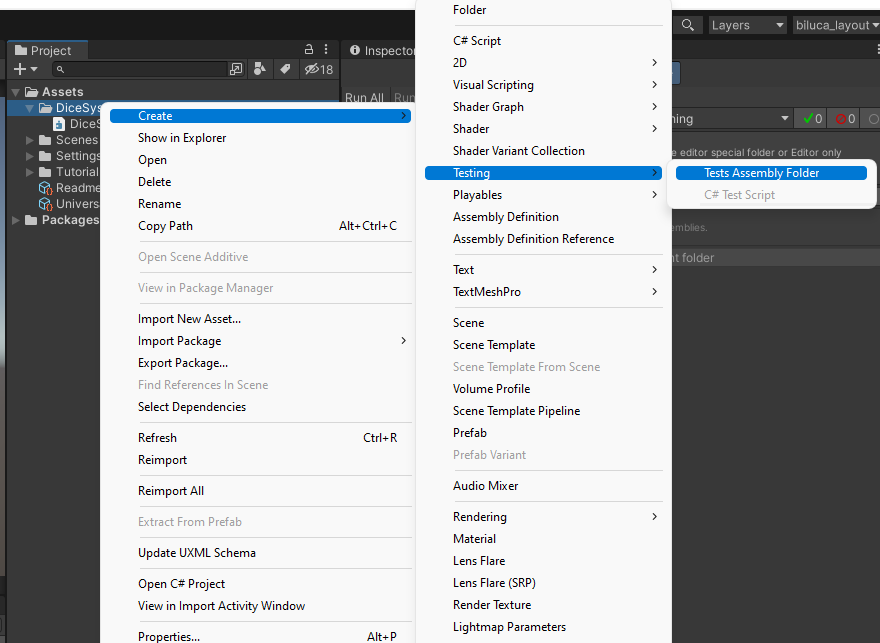 Layers
biluca_layout
Project
Inspector
18
Run All
Assets
DiceSys
DiceS
Scenes
Settings
Tutorial
Readme
Univers
Packages
Create
Show in Explorer
Open
Delete
Rename
Copy Path Alt+Ctrl+C
Open Scene Additive
View in Package Manager
Import New Asset...
Import Package
Export Package...
Find References In Scene
Select Dependencies
Refresh Ctrl+R
Reimport
Reimport All
Extract From Prefab
Update UXML Schema
Open C# Project
View in Import Activity Window
Properties... Alt+P
Folder
C# Script
2D
Visual Scripting
Shader Graph
Shader
Shader Variant Collection
Testing
Playables
Assembly Definition
Assembly Definition Reference
Text
TextMeshPro
Scene
Scene Template
Scene Template From Scene
Volume Profile
Scene Template Pipeline
Prefab
Prefab Variant
Audio Mixer
Rendering
Material
Lens Flare
Lens Flare (SRP)
Render Texture
Lightmap Parameters
Tests Assembly Folder
C# Test Script
ning
0 0
e editor special folder or Editor only
emblies.
nt folder